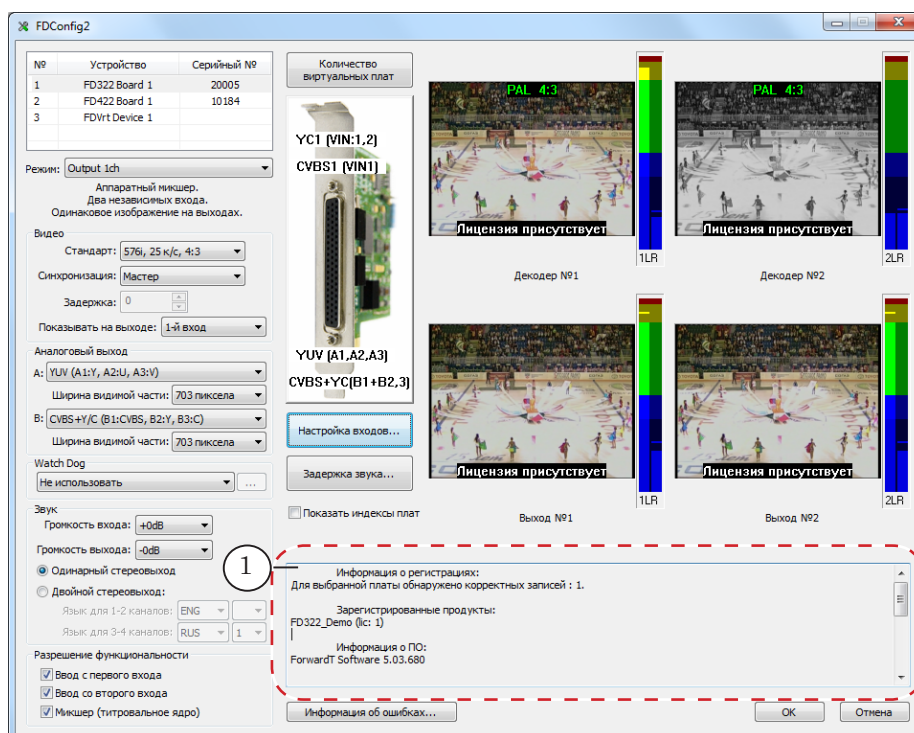 FDConfig2
№ Устройство Серийный №
1 FD322 Board 1 20005
2 FD422 Board 1 10184
3 FDVrt Device 1
Режим: Output 1ch
Аппаратный микшер.
Два независимых входа.
Одинаковое изображение на выходах.
Видео
Стандарт: 576i, 25 к/с, 4:3
Синхронизация: Мастер
Задержка: 0
Показывать на выходе: 1-й вход
Аналоговый выход
A: YUV (A1:Y, A2:U, A3:V)
Ширина видимой части: 703 пиксела
B: CVBS+Y/C (B1:CVBS, B2:Y, B3:C)
Ширина видимой части: 703 пиксела
Watch Dog
Не использовать ...
Звук
Громкость входа: +0dB
Громкость выхода: -0dB
Одинарный стереовыход
Двойной стереовыход:
Язык для 1-2 каналов: ENG
Язык для 3-4 каналов: RUS 1
Разрешение функциональности
Ввод с первого входа
Ввод со второго входа
Микшер (титровальное ядро)
Количество
виртуальных плат
YC1 (VIN:1,2)
CVBS1 (VIN1)
YUV (A1,A2,A3)
CVBS+YC(B1+B2,3)
Настройка входов...
Задержка звука...
Показать индексы плат
PAL 4:3
Лицензия присутствует
1LR
Декодер №1
PAL 4:3
Лицензия присутствует
2LR
Декодер №2
Лицензия присутствует
1LR
Выход №1
Лицензия присутствует
2LR
Выход №2
1
Информация о регистрациях:
Для выбранной платы обнаружено корректных записей : 1.
Зарегистрированные продукты:
FD322_Demo (lic: 1)
Информация о ПО:
ForwardT Software 5.03.680
Информация об ошибках...
OK
Отмена